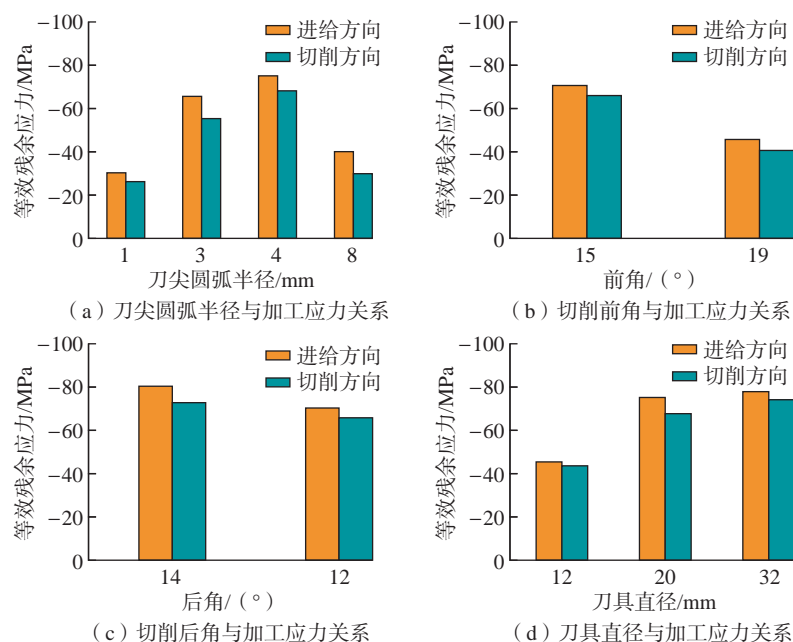 等效残余应力/MPa
-100
-80
-60
-40
-20
0
进给方向
切削方向
1 3 4 8
刀尖圆弧半径/mm
（a）刀尖圆弧半径与加工应力关系
等效残余应力/MPa
-100
-80
-60
-40
-20
0
进给方向
切削方向
15 19
前角/（°）
（b）切削前角与加工应力关系
等效残余应力/MPa
-100
-80
-60
-40
-20
0
进给方向
切削方向
14 12
后角/（°）
（c）切削后角与加工应力关系
等效残余应力/MPa
-100
-80
-60
-40
-20
0
进给方向
切削方向
12 20 32
刀具直径/mm
（d）刀具直径与加工应力关系